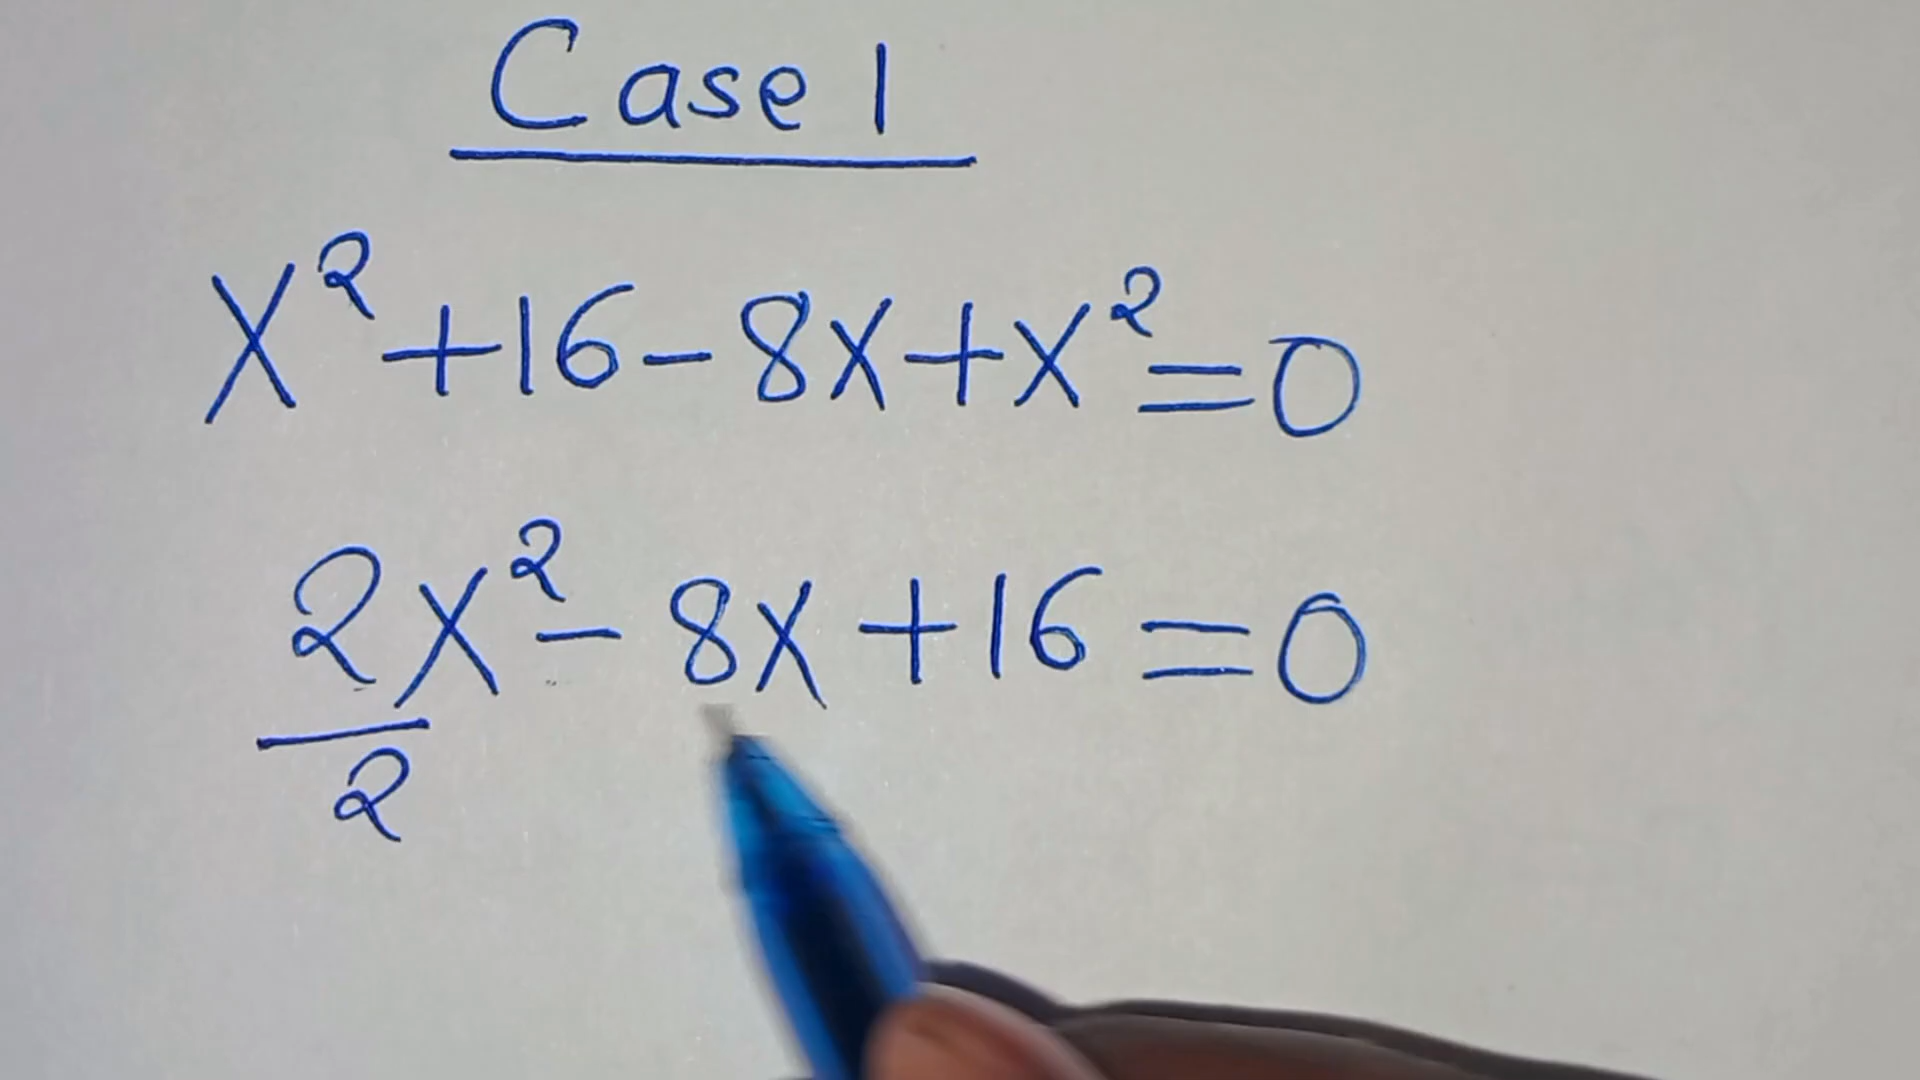 Case 1
X² + 16 - 8X + X² = 0
2X² - 8X + 16 = 0
2